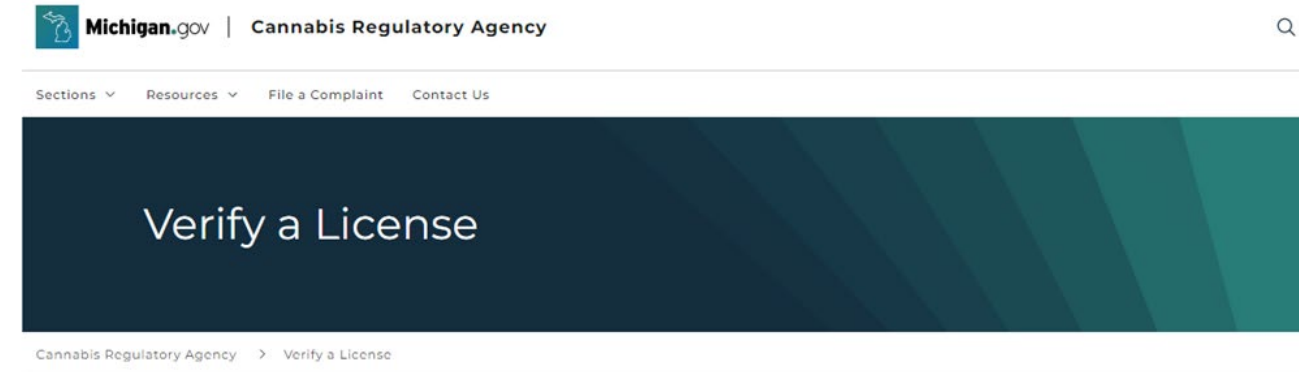 Michigan.gov | Cannabis Regulatory Agency
Sections Resources File a Complaint Contact Us
Verify a License
Cannabis Regulatory Agency > Verify a License